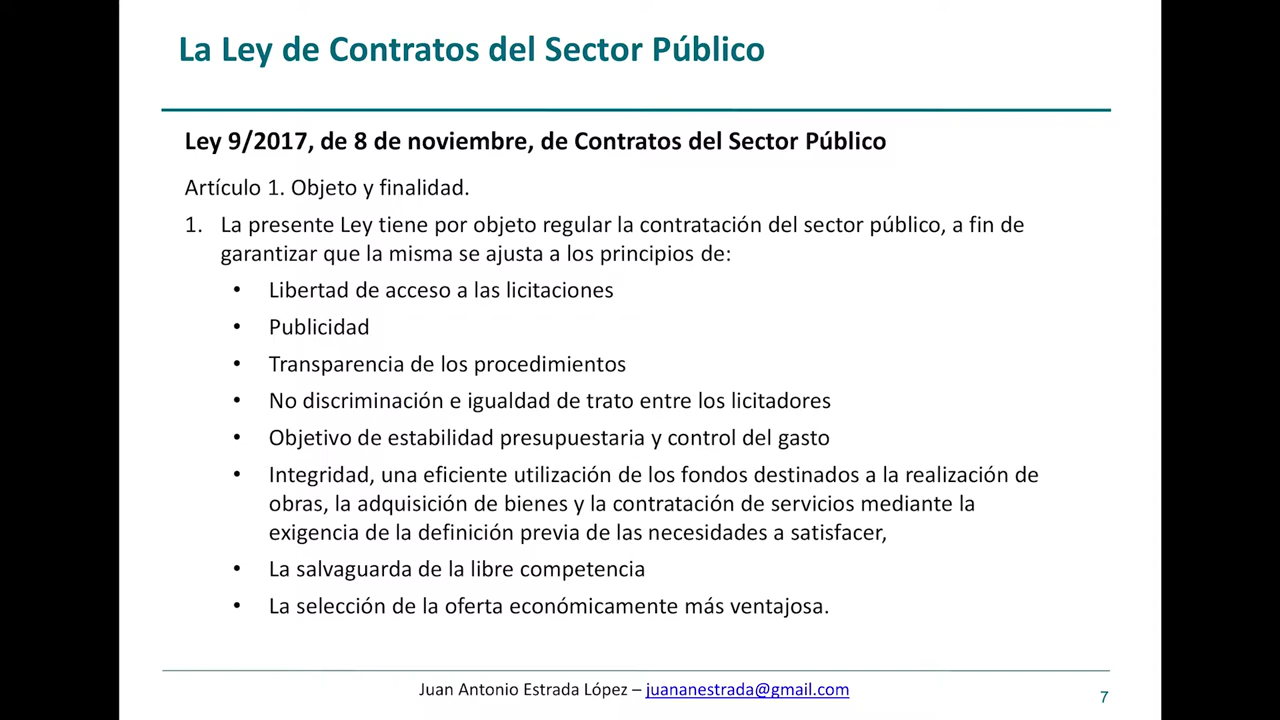 La Ley de Contratos del Sector Público
Ley 9/2017, de 8 de noviembre, de Contratos del Sector Público
Artículo 1. Objeto y finalidad.
1. La presente Ley tiene por objeto regular la contratación del sector público, a fin de
garantizar que la misma se ajusta a los principios de:
• Libertad de acceso a las licitaciones
• Publicidad
• Transparencia de los procedimientos
• No discriminación e igualdad de trato entre los licitadores
• Objetivo de estabilidad presupuestaria y control del gasto
• Integridad, una eficiente utilización de los fondos destinados a la realización de
obras, la adquisición de bienes y la contratación de servicios mediante la
exigencia de la definición previa de las necesidades a satisfacer,
• La salvaguarda de la libre competencia
• La selección de la oferta económicamente más ventajosa.
Juan Antonio Estrada López – juananestrada@gmail.com
7